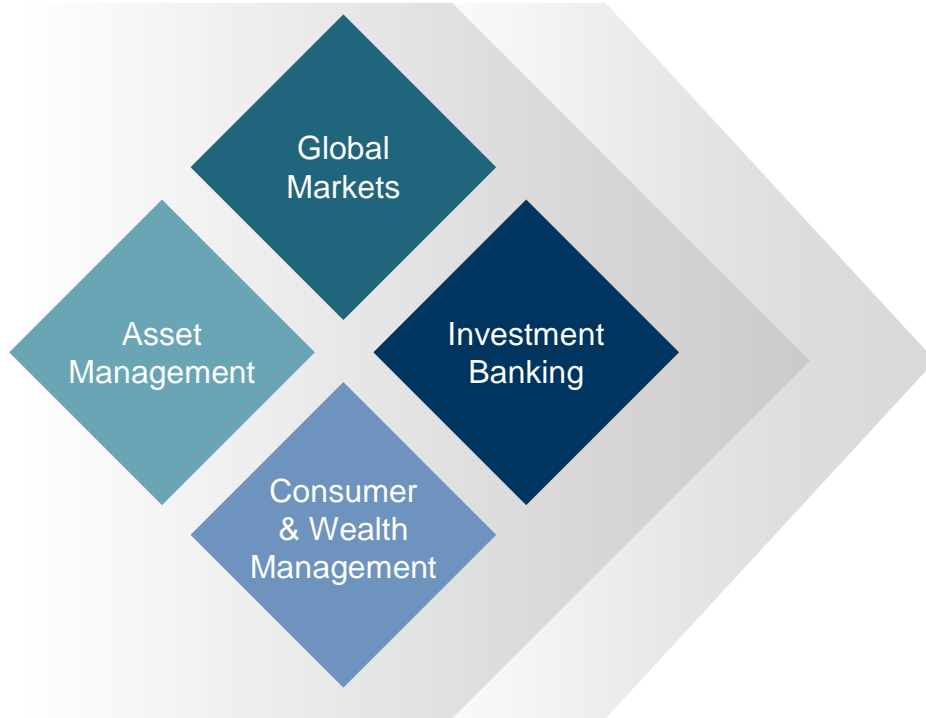 Global
Markets
Asset
Management
Investment
Banking
Consumer
& Wealth
Management